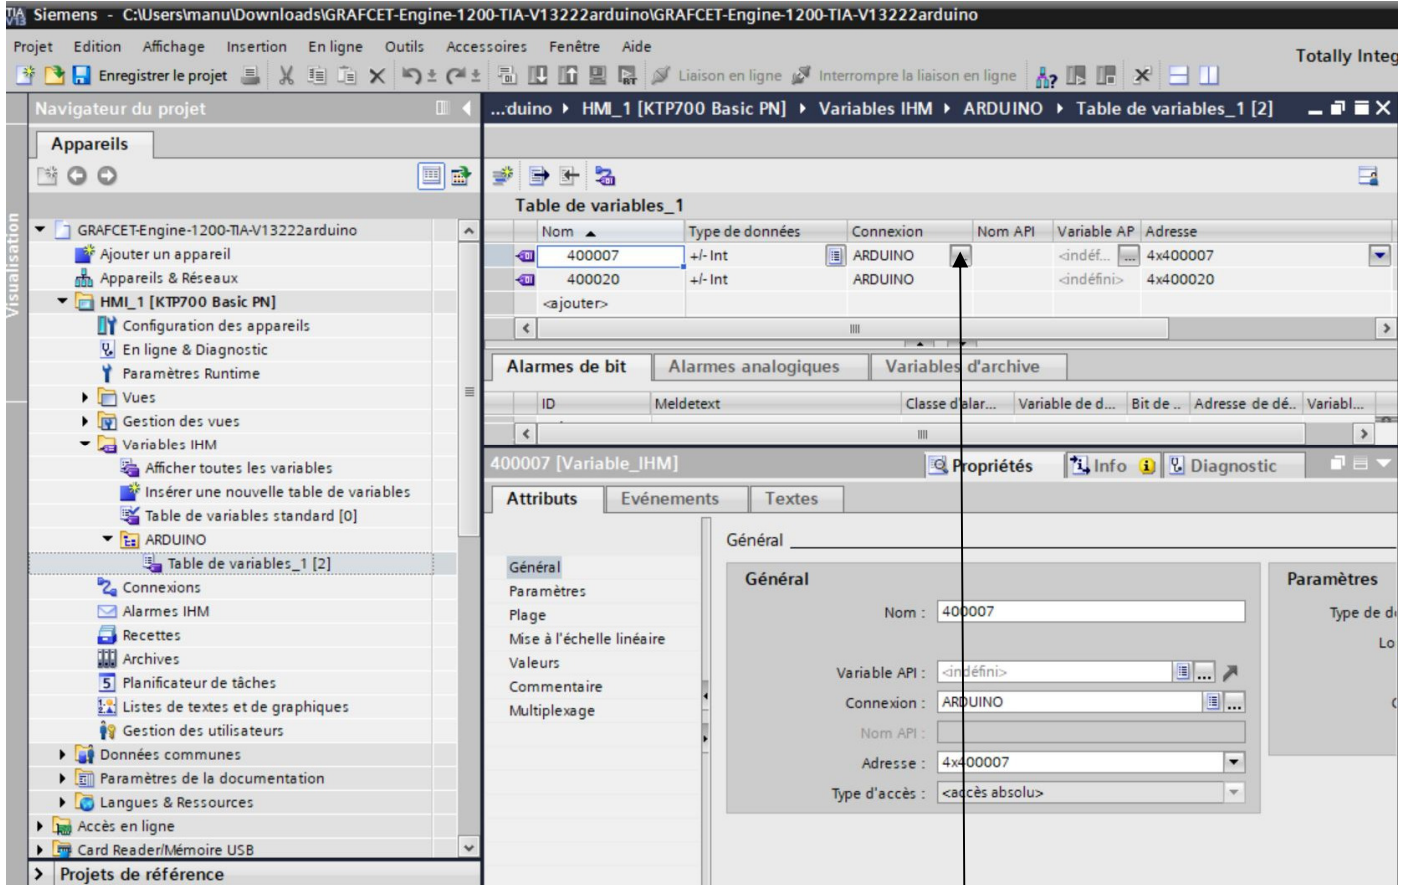 Siemens - C:\Users\manu\Downloads\GRAFCET-Engine-1200-TIA-V13222arduino\GRAFCET-Engine-1200-TIA-V13222arduino
Projet Edition Affichage Insertion En ligne Outils Accessoires Fenêtre Aide
Totally Integ
Enregistrer le projet Liaison en ligne Interrompre la liaison en ligne
Navigateur du projet
...duino HMI_1 [KTP700 Basic PN] Variables IHM ARDUINO Table de variables_1 [2]
Appareils
Visualisation
GRAFCET-Engine-1200-TIA-V13222arduino
Ajouter un appareil
Appareils & Réseaux
HMI_1 [KTP700 Basic PN]
Configuration des appareils
En ligne & Diagnostic
Paramètres Runtime
Vues
Gestion des vues
Variables IHM
Afficher toutes les variables
Insérer une nouvelle table de variables
Table de variables standard [0]
ARDUINO
Table de variables_1 [2]
Connexions
Alarmes IHM
Recettes
Archives
Planificateur de tâches
Listes de textes et de graphiques
Gestion des utilisateurs
Données communes
Paramètres de la documentation
Langues & Ressources
Accès en ligne
Card Reader/Mémoire USB
Projets de référence
Table de variables_1
Nom Type de données Connexion Nom API Variable AP Adresse
400007 +/- Int ARDUINO ... <indéf... ... 4x400007
400020 +/- Int ARDUINO <indéfini> 4x400020
<ajouter>
Alarmes de bit Alarmes analogiques Variables d'archive
ID Meldetext Classe d'alar... Variable de d... Bit de .. Adresse de dé.. Variabl...
400007 [Variable_IHM]
Propriétés Info Diagnostic
Attributs Evénements Textes
Général
Paramètres
Plage
Mise à l'échelle linéaire
Valeurs
Commentaire
Multiplexage
Général
Général
Nom : 400007
Variable API : <indéfini> ...
Connexion : ARDUINO ...
Nom API :
Adresse : 4x400007
Type d'accès : <accès absolu>
Paramètres
Type de d
Lo